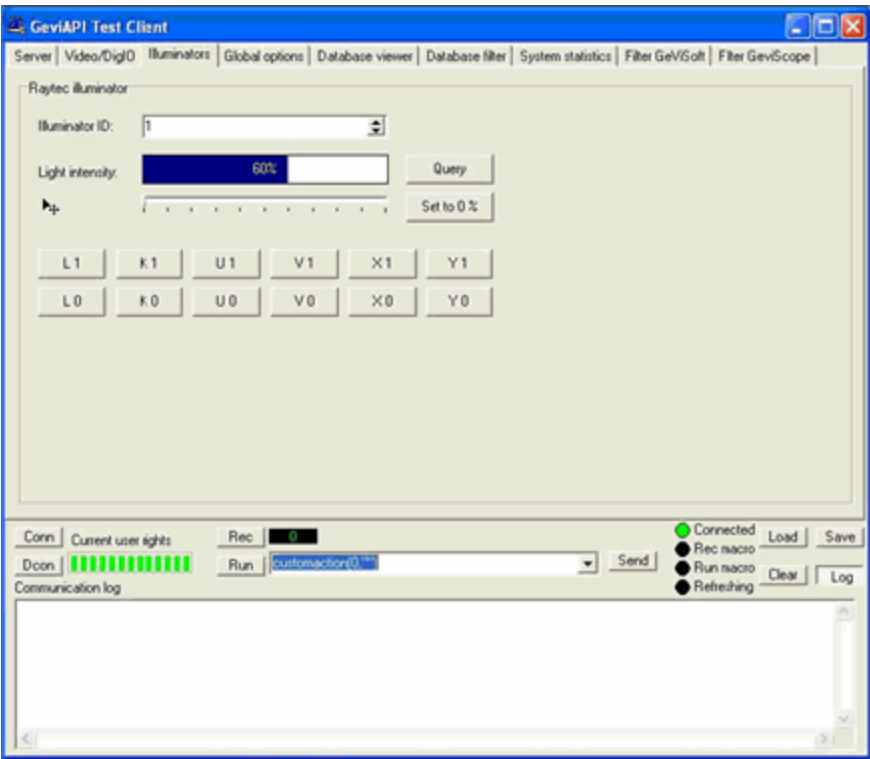 GeviAPI Test Client
Server Video/DigIO Illuminators Global options Database viewer Database filter System statistics Filter GeViSoft Filter GeviScope
Raytec illuminator
Illuminator ID: 1
Light intensity: 60% Query
Set to 0 %
L 1 K 1 U 1 V 1 X 1 Y 1
L 0 K 0 U 0 V 0 X 0 Y 0
Conn Current user rights Rec 0 Connected Load Save
Rec macro
Dcon Run customaction(0,"") Send Run macro Clear Log
Communication log Refreshing